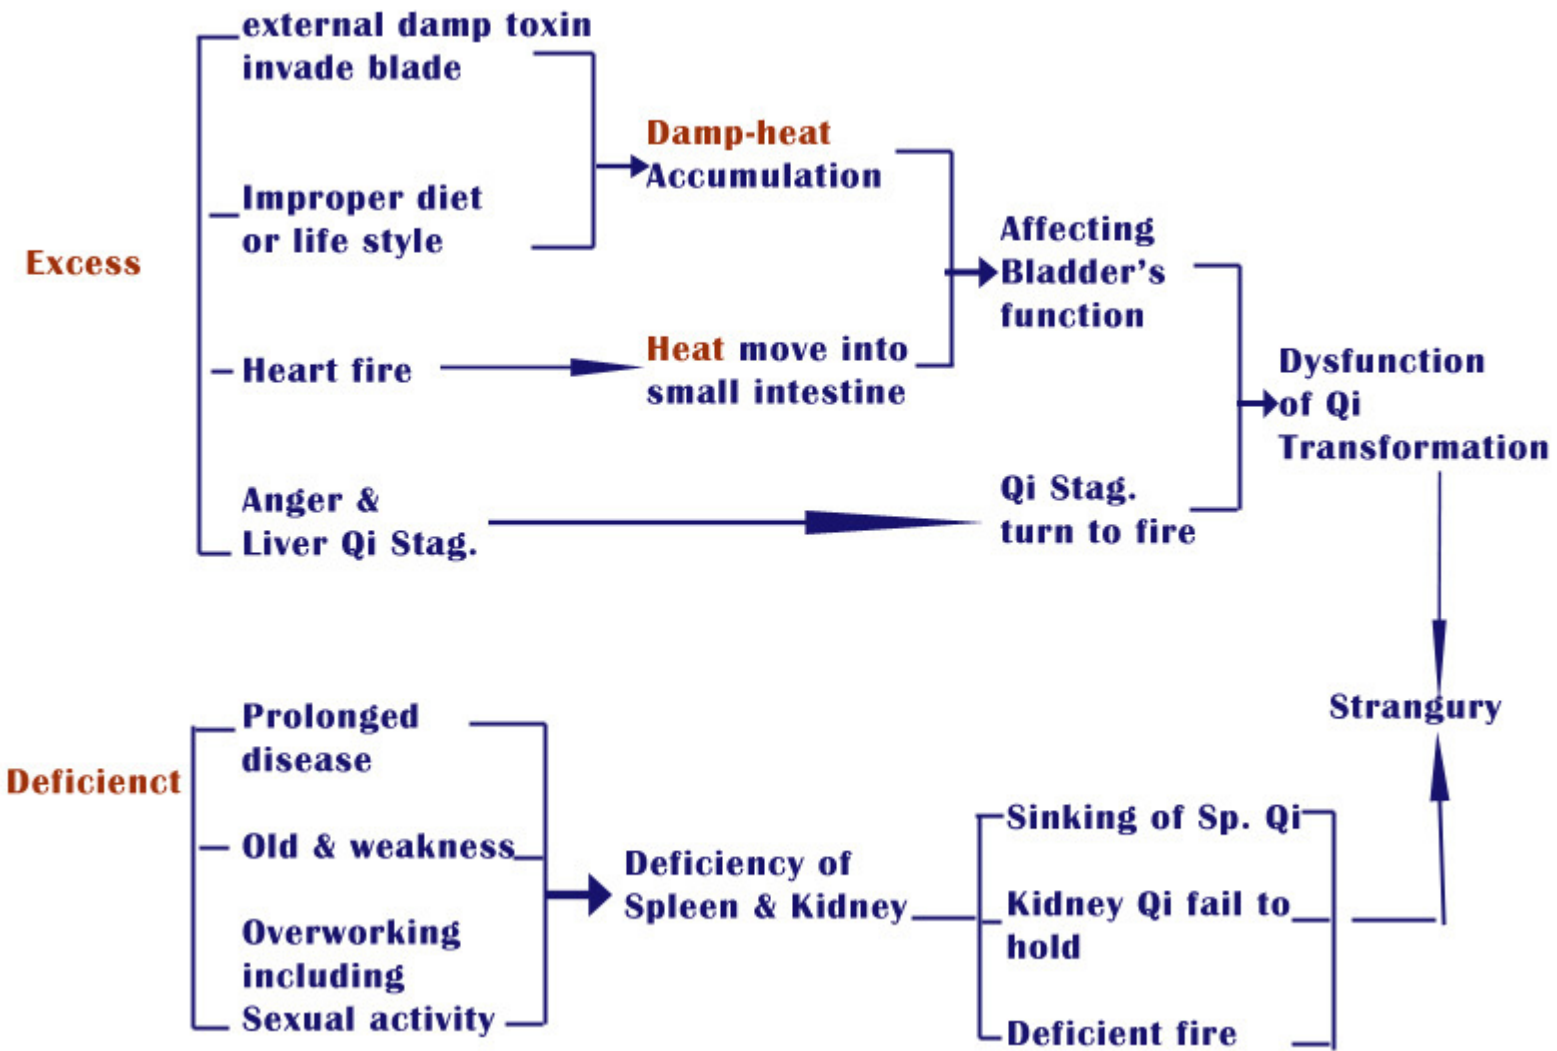 external damp toxin
invade blade
Improper diet
or life style
Excess
Heart fire
Anger &
Liver Qi Stag.
Damp-heat
Accumulation
Heat move into
small intestine
Affecting
Bladder's
function
Qi Stag.
turn to fire
Dysfunction
of Qi
Transformation
Strangury
Deficienct
Prolonged
disease
Old & weakness
Overworking
including
Sexual activity
Deficiency of
Spleen & Kidney
Sinking of Sp. Qi
Kidney Qi fail to
hold
Deficient fire